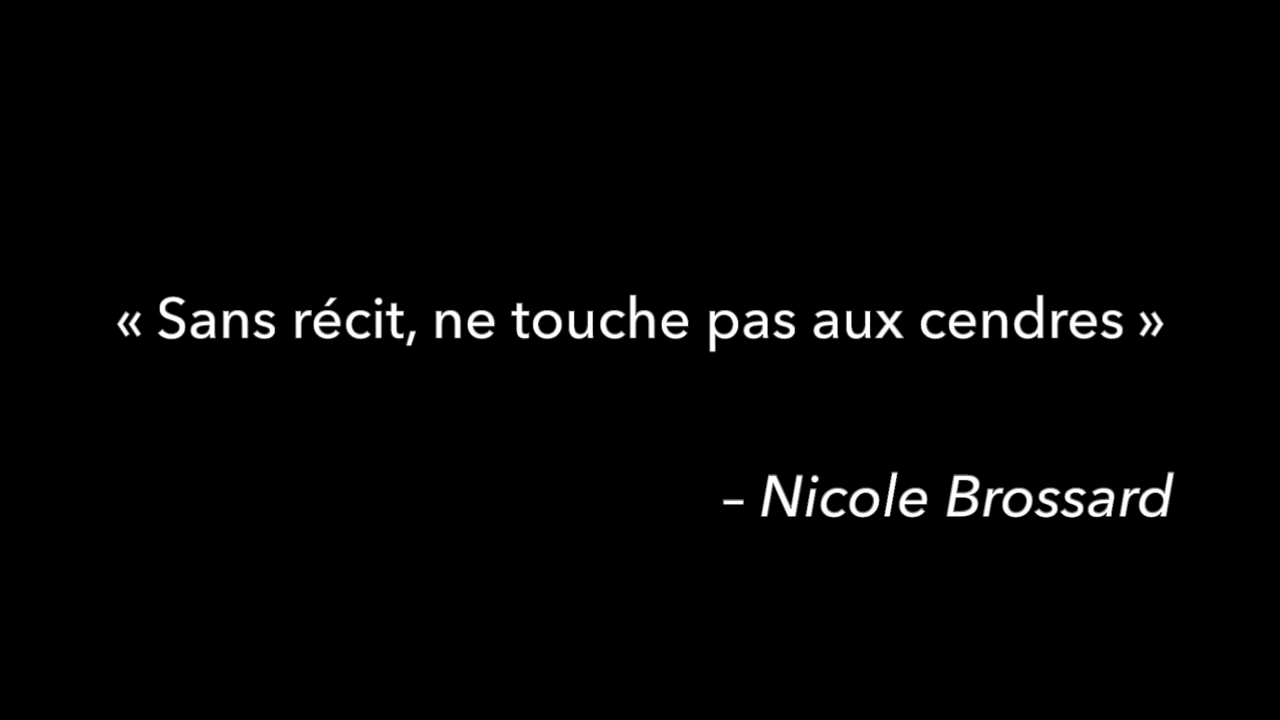 « Sans récit, ne touche pas aux cendres »
– Nicole Brossard